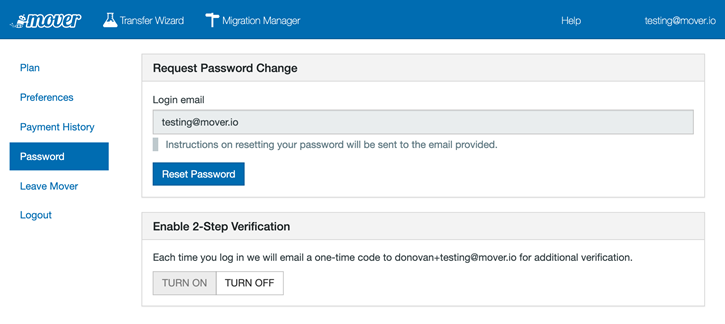 mover Transfer Wizard Migration Manager Help testing@mover.io
Plan
Preferences
Payment History
Password
Leave Mover
Logout
Request Password Change
Login email
testing@mover.io
Instructions on resetting your password will be sent to the email provided.
Reset Password
Enable 2-Step Verification
Each time you log in we will email a one-time code to donovan+testing@mover.io for additional verification.
TURN ON TURN OFF